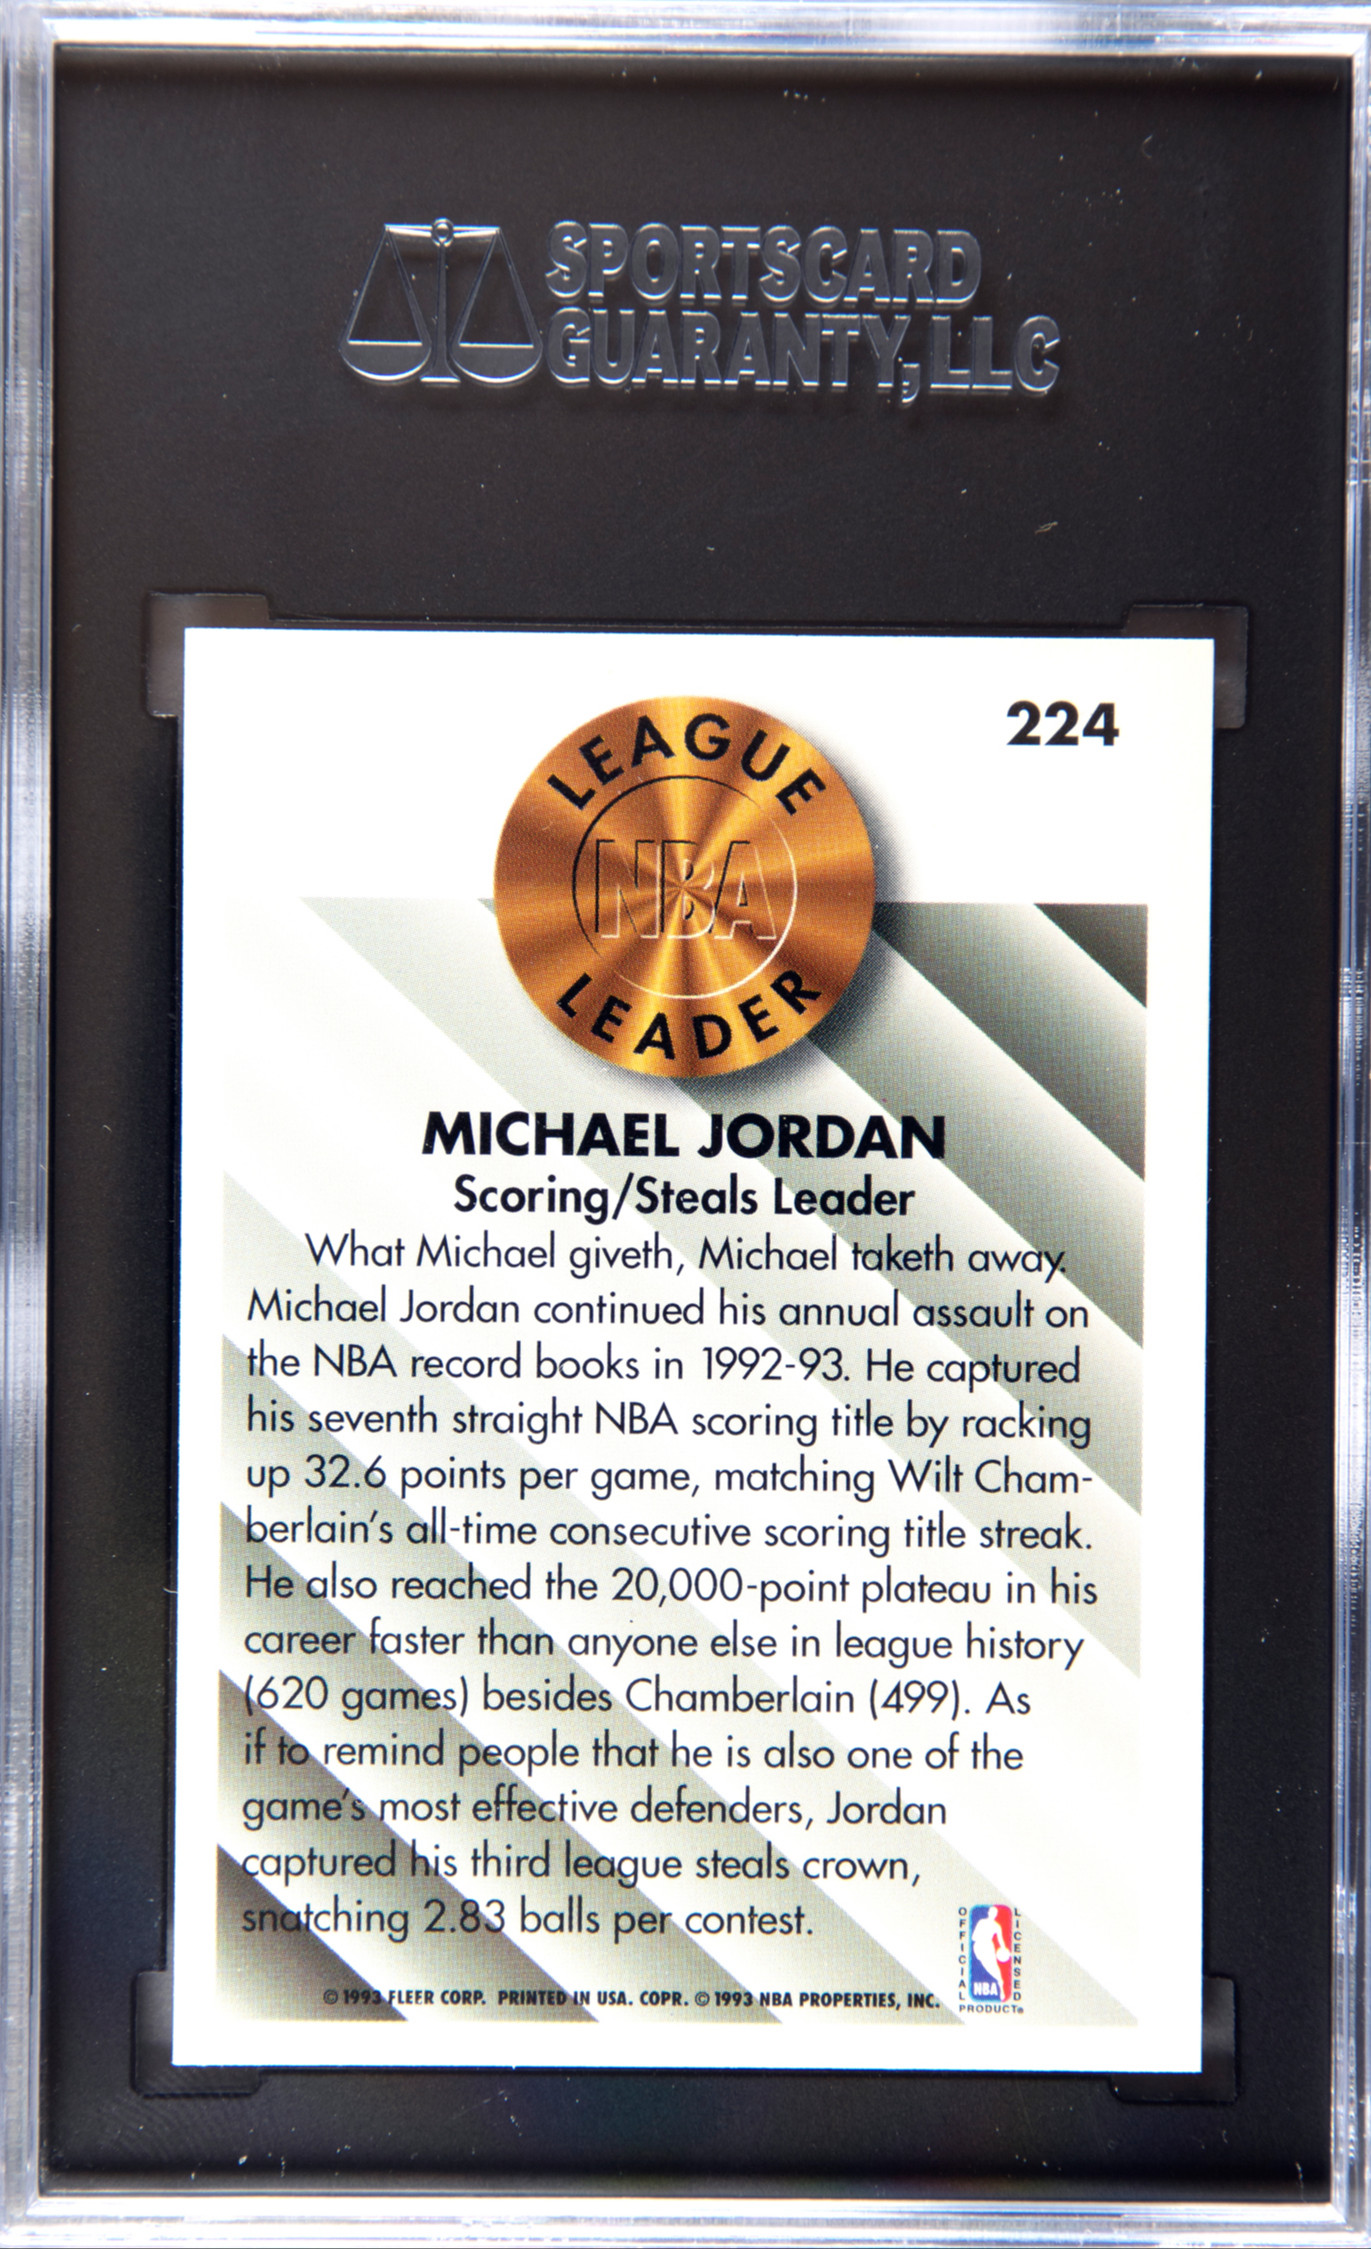 SPORTSCARD
GUARANTY, LLC
224
LEAGUE
NBA
LEADER
MICHAEL JORDAN
Scoring/Steals Leader
What Michael giveth, Michael taketh away.
Michael Jordan continued his annual assault on
the NBA record books in 1992-93. He captured
his seventh straight NBA scoring title by racking
up 32.6 points per game, matching Wilt Cham-
berlain's all-time consecutive scoring title streak.
He also reached the 20,000-point plateau in his
career faster than anyone else in league history
(620 games) besides Chamberlain (499). As
if to remind people that he is also one of the
game's most effective defenders, Jordan
captured his third league steals crown,
snatching 2.83 balls per contest.
© 1993 FLEER CORP. PRINTED IN USA. COPR. © 1993 NBA PROPERTIES, INC.
OFFICIAL
LICENSED
NBA
PRODUCT®